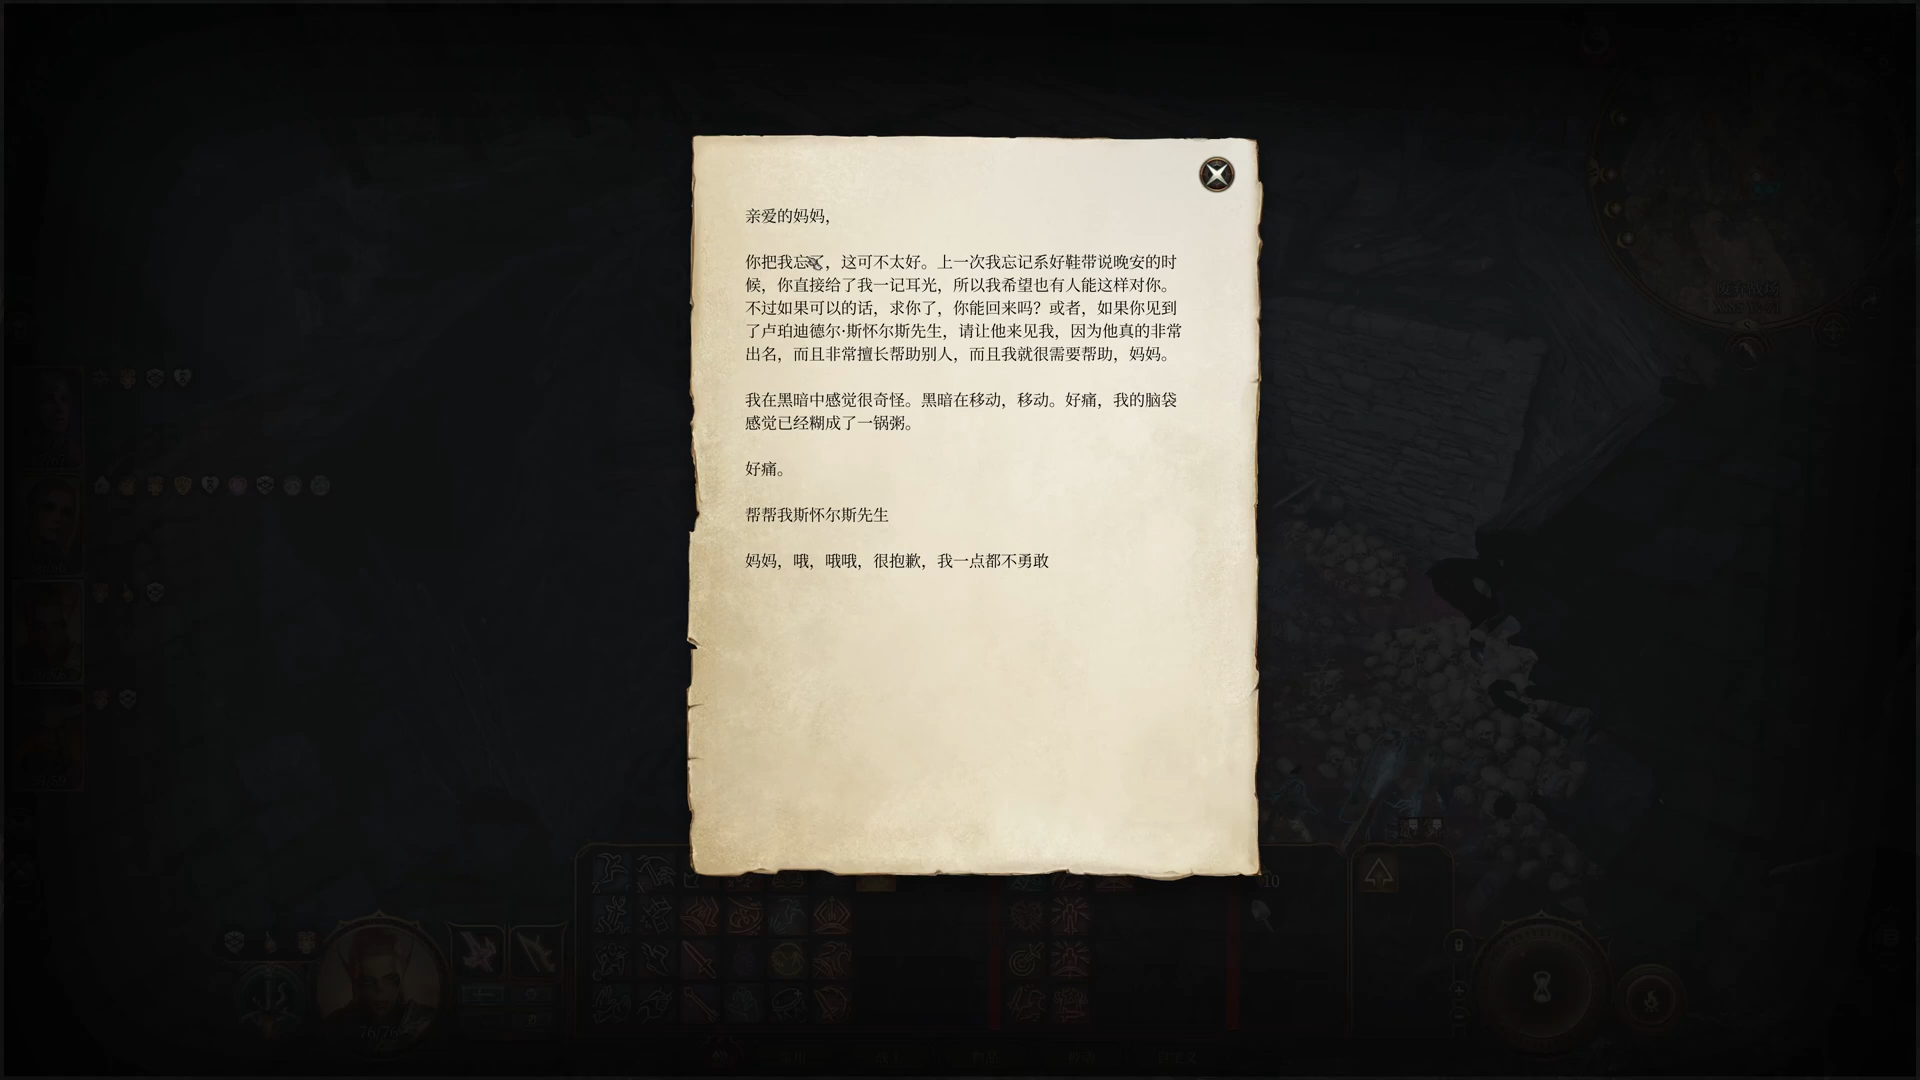 亲爱的妈妈，
你把我忘了，这可不太好。上一次我忘记系好鞋带说晚安的时
候，你直接给了我一记耳光，所以我希望也有人能这样对你。
不过如果可以的话，求你了，你能回来吗？或者，如果你见到
了卢珀迪德尔·斯怀尔斯先生，请让他来见我，因为他真的非常
出名，而且非常擅长帮助别人，而且我就很需要帮助，妈妈。
我在黑暗中感觉很奇怪。黑暗在移动，移动。好痛，我的脑袋
感觉已经糊成了一锅粥。
好痛。
帮帮我斯怀尔斯先生
妈妈，哦，哦哦，很抱歉，我一点都不勇敢
76/76